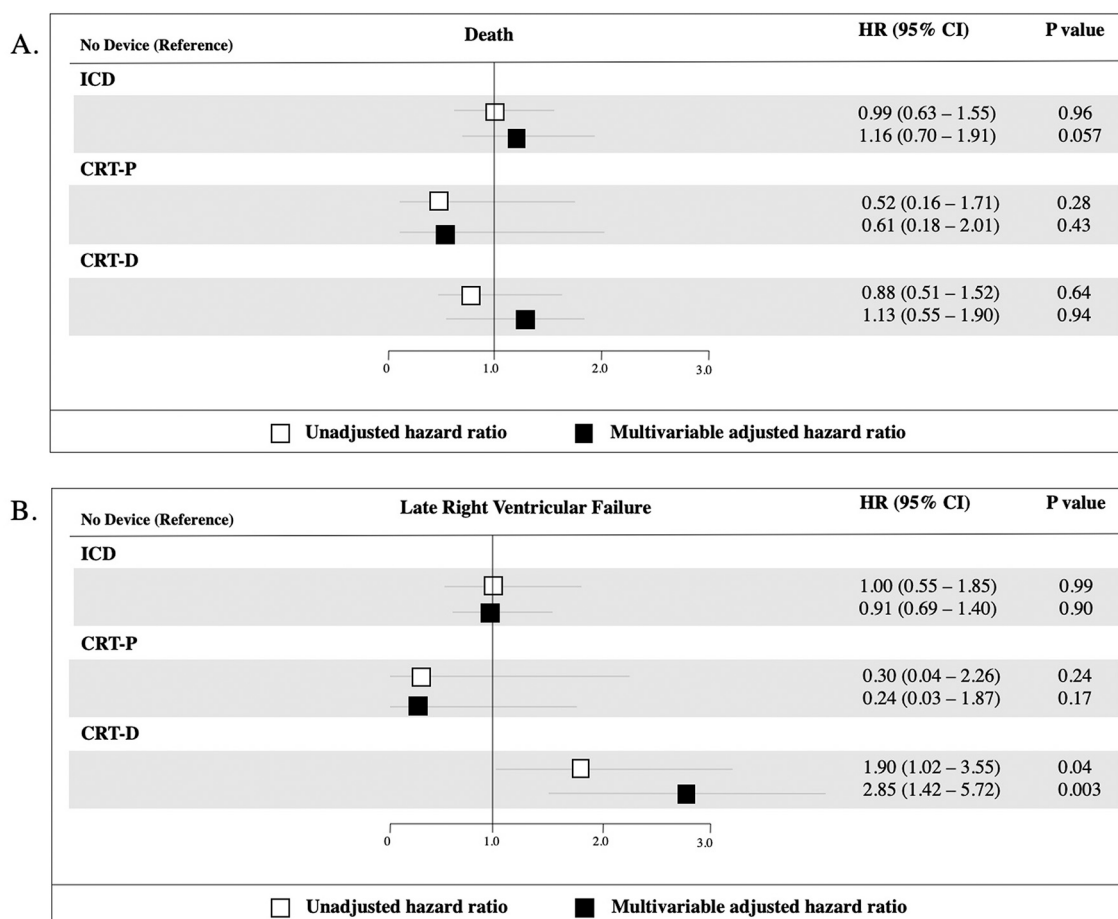 A.
No Device (Reference) Death HR (95% CI) P value
ICD
0.99 (0.63 – 1.55) 0.96
1.16 (0.70 – 1.91) 0.057
CRT-P
0.52 (0.16 – 1.71) 0.28
0.61 (0.18 – 2.01) 0.43
CRT-D
0.88 (0.51 – 1.52) 0.64
1.13 (0.55 – 1.90) 0.94
0 1.0 2.0 3.0
Unadjusted hazard ratio Multivariable adjusted hazard ratio
B.
No Device (Reference) Late Right Ventricular Failure HR (95% CI) P value
ICD
1.00 (0.55 – 1.85) 0.99
0.91 (0.69 – 1.40) 0.90
CRT-P
0.30 (0.04 – 2.26) 0.24
0.24 (0.03 – 1.87) 0.17
CRT-D
1.90 (1.02 – 3.55) 0.04
2.85 (1.42 – 5.72) 0.003
0 1.0 2.0 3.0
Unadjusted hazard ratio Multivariable adjusted hazard ratio